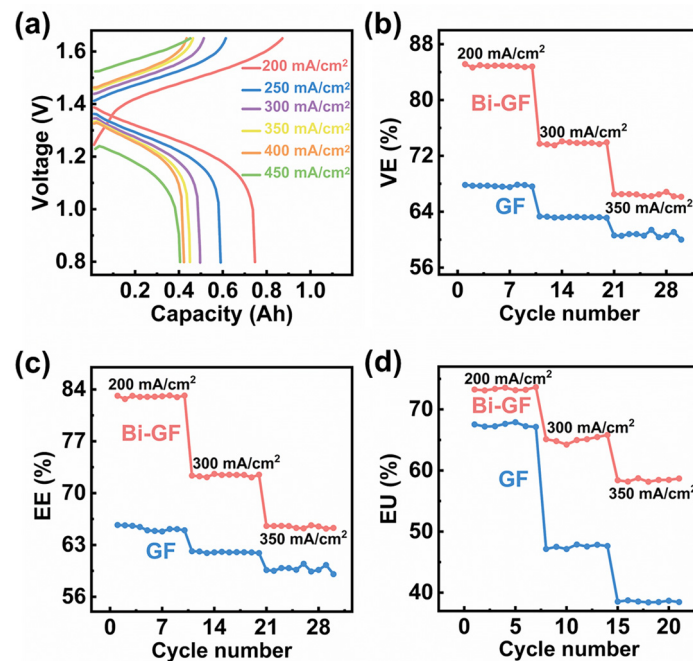 (a)
1.6
1.4
1.2
1.0
0.8
Voltage (V)
200 mA/cm²
250 mA/cm²
300 mA/cm²
350 mA/cm²
400 mA/cm²
450 mA/cm²
0.2 0.4 0.6 0.8 1.0
Capacity (Ah)
(b)
88
80
72
64
56
VE (%)
200 mA/cm²
Bi-GF
300 mA/cm²
GF
350 mA/cm²
0 7 14 21 28
Cycle number
(c)
84
77
70
63
56
EE (%)
200 mA/cm²
Bi-GF
300 mA/cm²
GF
350 mA/cm²
0 7 14 21 28
Cycle number
(d)
70
60
50
40
EU (%)
200 mA/cm²
Bi-GF
300 mA/cm²
GF
350 mA/cm²
0 5 10 15 20
Cycle number